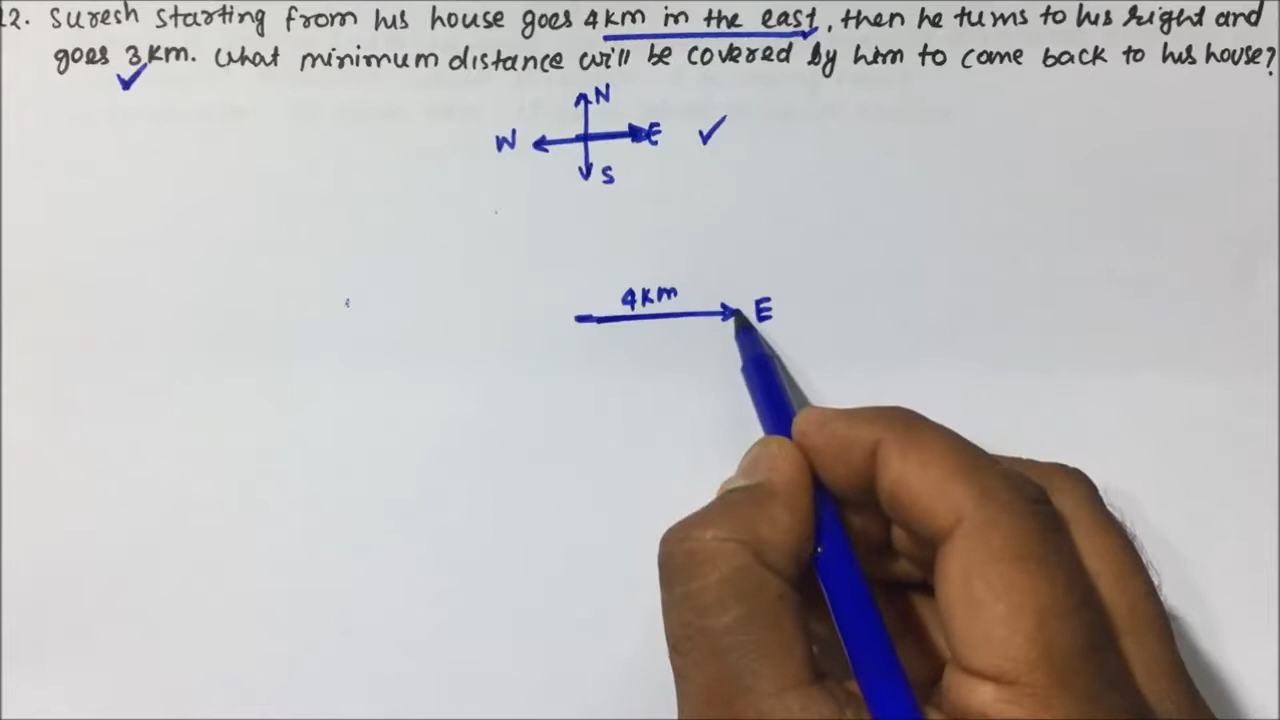 12. Suresh starting from his house goes 4km in the east, then he turns to his right and
goes 3km. What minimum distance will be covered by him to come back to his house?
N
W E
S
4km
E